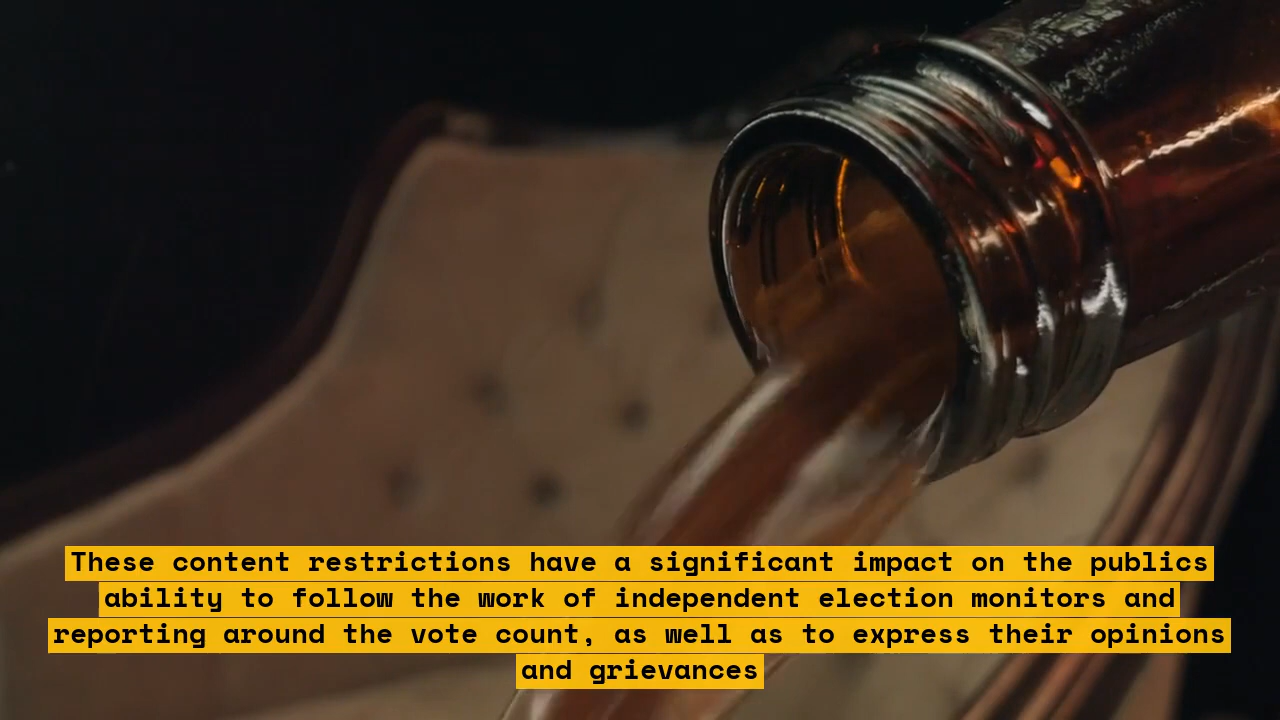 These content restrictions have a significant impact on the publics
ability to follow the work of independent election monitors and
reporting around the vote count, as well as to express their opinions
and grievances